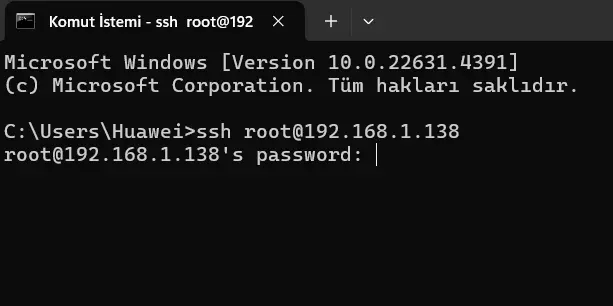 Komut İstemi - ssh root@192
Microsoft Windows [Version 10.0.22631.4391]
(c) Microsoft Corporation. Tüm hakları saklıdır.
C:\Users\Huawei>ssh root@192.168.1.138
root@192.168.1.138's password: